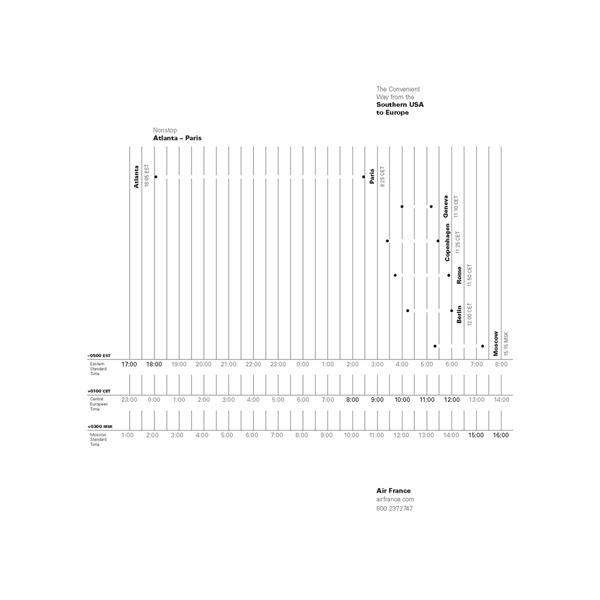 The Convenient
Way from the
Southern USA
to Europe
Nonstop
Atlanta – Paris
Atlanta
18:05 EST
Paris
8:25 CET
Geneva
11:10 CET
Copenhagen
11:25 CET
Rome
11:50 CET
Berlin
12:00 CET
Moscow
15:15 MSK
-0500 EST
Eastern
Standard
Time
17:00 18:00 19:00 20:00 21:00 22:00 23:00 0:00 1:00 2:00 3:00 4:00 5:00 6:00 7:00 8:00
+0100 CET
Central
European
Time
23:00 0:00 1:00 2:00 3:00 4:00 5:00 6:00 7:00 8:00 9:00 10:00 11:00 12:00 13:00 14:00
+0300 MSK
Moscow
Standard
Time
1:00 2:00 3:00 4:00 5:00 6:00 7:00 8:00 9:00 10:00 11:00 12:00 13:00 14:00 15:00 16:00
Air France
airfrance.com
800 2372747